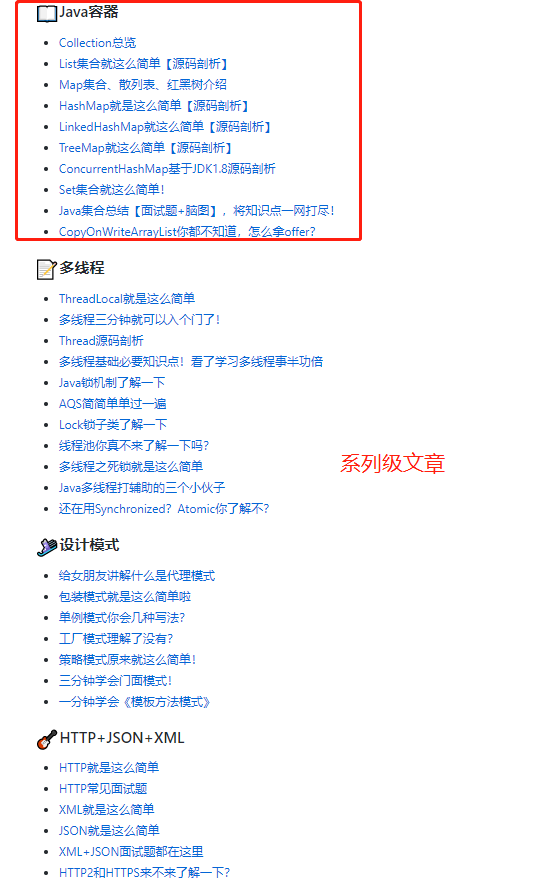 Java容器
Collection总览
List集合就这么简单【源码剖析】
Map集合、散列表、红黑树介绍
HashMap就是这么简单【源码剖析】
LinkedHashMap就这么简单【源码剖析】
TreeMap就这么简单【源码剖析】
ConcurrentHashMap基于JDK1.8源码剖析
Set集合就这么简单！
Java集合总结【面试题+脑图】，将知识点一网打尽！
CopyOnWriteArrayList你都不知道，怎么拿offer？
多线程
ThreadLocal就是这么简单
多线程三分钟就可以入个门了！
Thread源码剖析
多线程基础必要知识点！看了学习多线程事半功倍
Java锁机制了解一下
AQS简简单单过一遍
Lock锁子类了解一下
线程池你真不来了解一下吗？
多线程之死锁就是这么简单
Java多线程打辅助的三个小伙子
还在用Synchronized？Atomic你了解不？
系列级文章
设计模式
给女朋友讲解什么是代理模式
包装模式就是这么简单啦
单例模式你会几种写法？
工厂模式理解了没有？
策略模式原来就这么简单！
三分钟学会门面模式！
一分钟学会《模板方法模式》
HTTP+JSON+XML
HTTP就是这么简单
HTTP常见面试题
XML就是这么简单
JSON就是这么简单
XML+JSON面试题都在这里
HTTP2和HTTPS来不来了解一下？